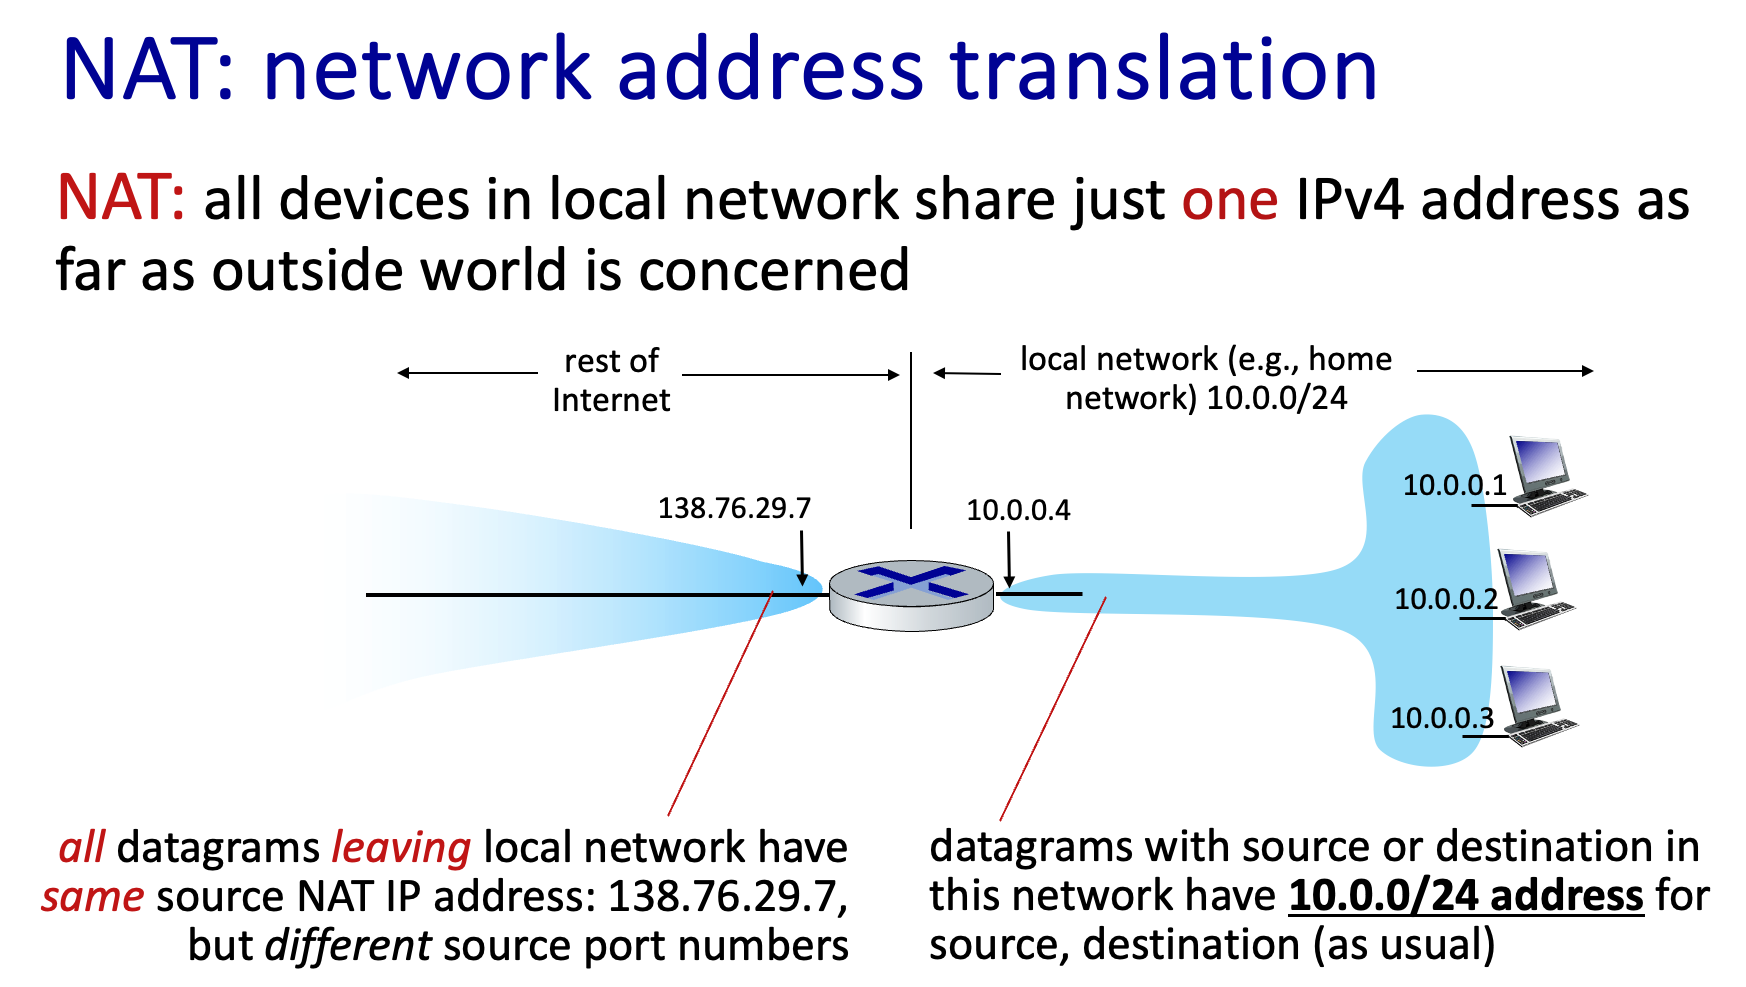 NAT: network address translation
NAT: all devices in local network share just one IPv4 address as
far as outside world is concerned
rest of
Internet
local network (e.g., home
network) 10.0.0/24
138.76.29.7
10.0.0.4
10.0.0.1
10.0.0.2
10.0.0.3
all datagrams leaving local network have
same source NAT IP address: 138.76.29.7,
but different source port numbers
datagrams with source or destination in
this network have 10.0.0/24 address for
source, destination (as usual)